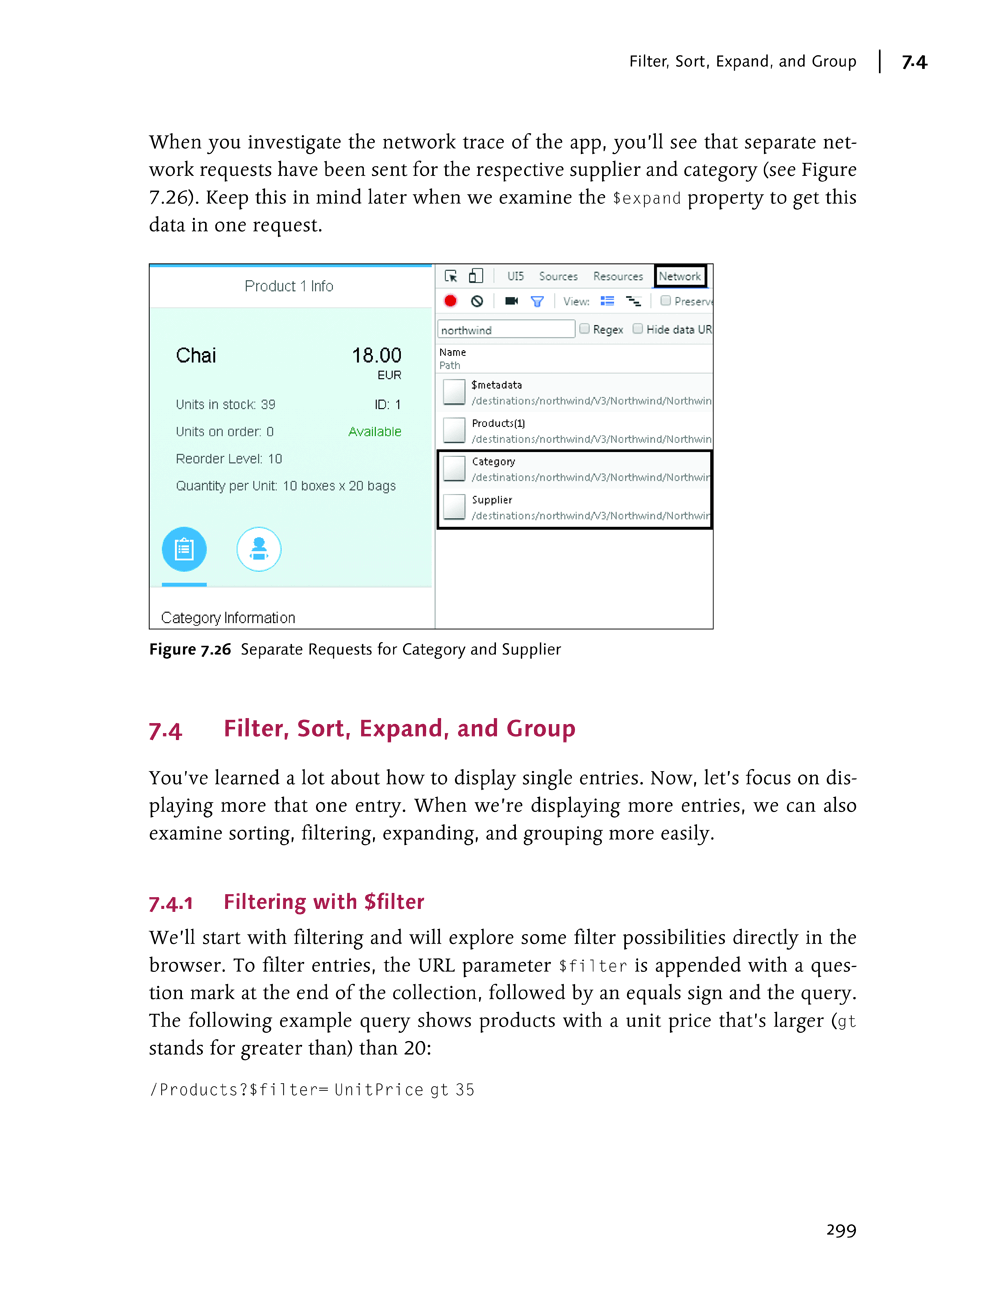 Filter, Sort, Expand, and Group | 7.4
When you investigate the network trace of the app, you'll see that separate net-
work requests have been sent for the respective supplier and category (see Figure
7.26). Keep this in mind later when we examine the $expand property to get this
data in one request.
Product 1 Info
Chai 18.00
EUR
Units in stock: 39 ID: 1
Units on order: 0 Available
Reorder Level: 10
Quantity per Unit: 10 boxes x 20 bags
Category Information
UI5 Sources Resources Network
View: Preserve
northwind Regex Hide data UR
Name
Path
$metadata
/destinations/northwind/V3/Northwind/Northwin
Products(1)
/destinations/northwind/V3/Northwind/Northwin
Category
/destinations/northwind/V3/Northwind/Northwin
Supplier
/destinations/northwind/V3/Northwind/Northwin
Figure 7.26 Separate Requests for Category and Supplier
7.4 Filter, Sort, Expand, and Group
You've learned a lot about how to display single entries. Now, let's focus on dis-
playing more that one entry. When we're displaying more entries, we can also
examine sorting, filtering, expanding, and grouping more easily.
7.4.1 Filtering with $filter
We'll start with filtering and will explore some filter possibilities directly in the
browser. To filter entries, the URL parameter $filter is appended with a ques-
tion mark at the end of the collection, followed by an equals sign and the query.
The following example query shows products with a unit price that's larger (gt
stands for greater than) than 20:
/Products?$filter= UnitPrice gt 35
299